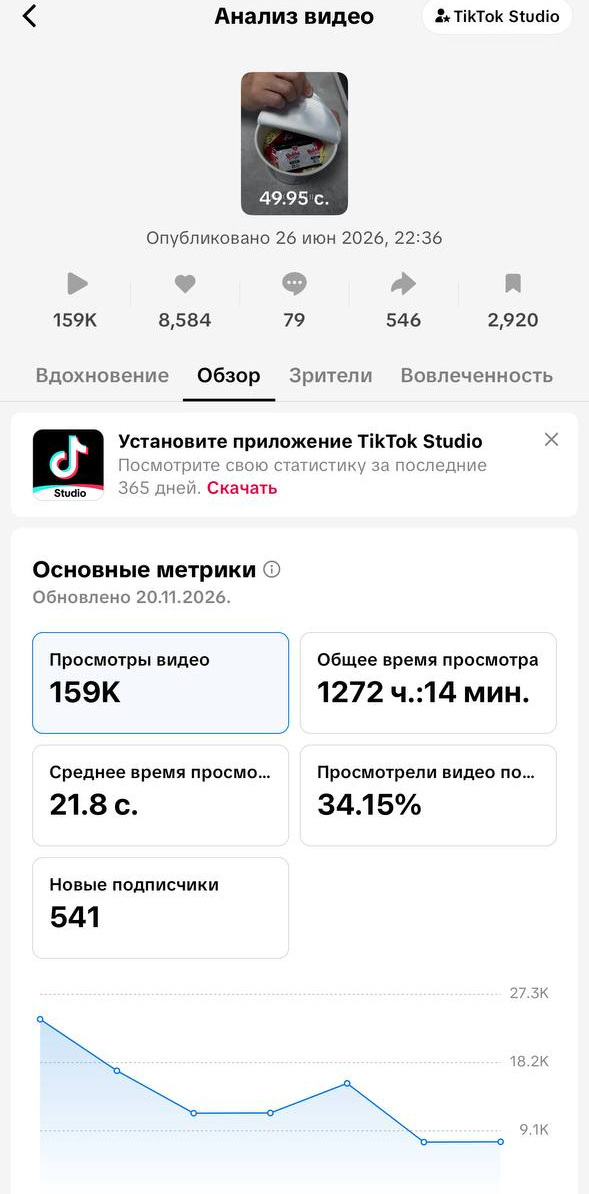 Анализ видео
TikTok Studio
49.95 с.
Опубликовано 26 июн 2026, 22:36
159K 8,584 79 546 2,920
Вдохновение Обзор Зрители Вовлеченность
Studio
Установите приложение TikTok Studio
Посмотрите свою статистику за последние
365 дней. Скачать
Основные метрики
Обновлено 20.11.2026.
Просмотры видео
159K
Общее время просмотра
1272 ч.:14 мин.
Среднее время просмо...
21.8 с.
Просмотрели видео по...
34.15%
Новые подписчики
541
27.3K
18.2K
9.1K